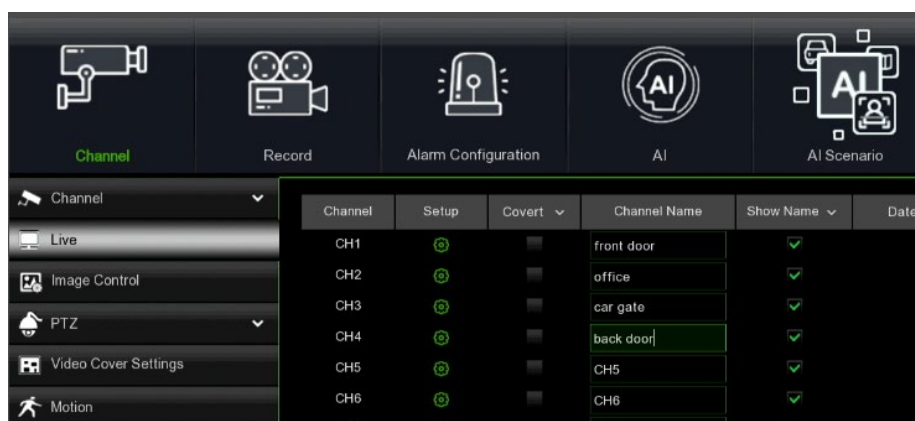 AI
AI
Channel Record Alarm Configuration AI AI Scenario
Channel
Channel Setup Covert Channel Name Show Name Date
Live
CH1 front door
Image Control
CH2 office
CH3 car gate
PTZ
CH4 back door
Video Cover Settings
CH5 CH5
Motion
CH6 CH6